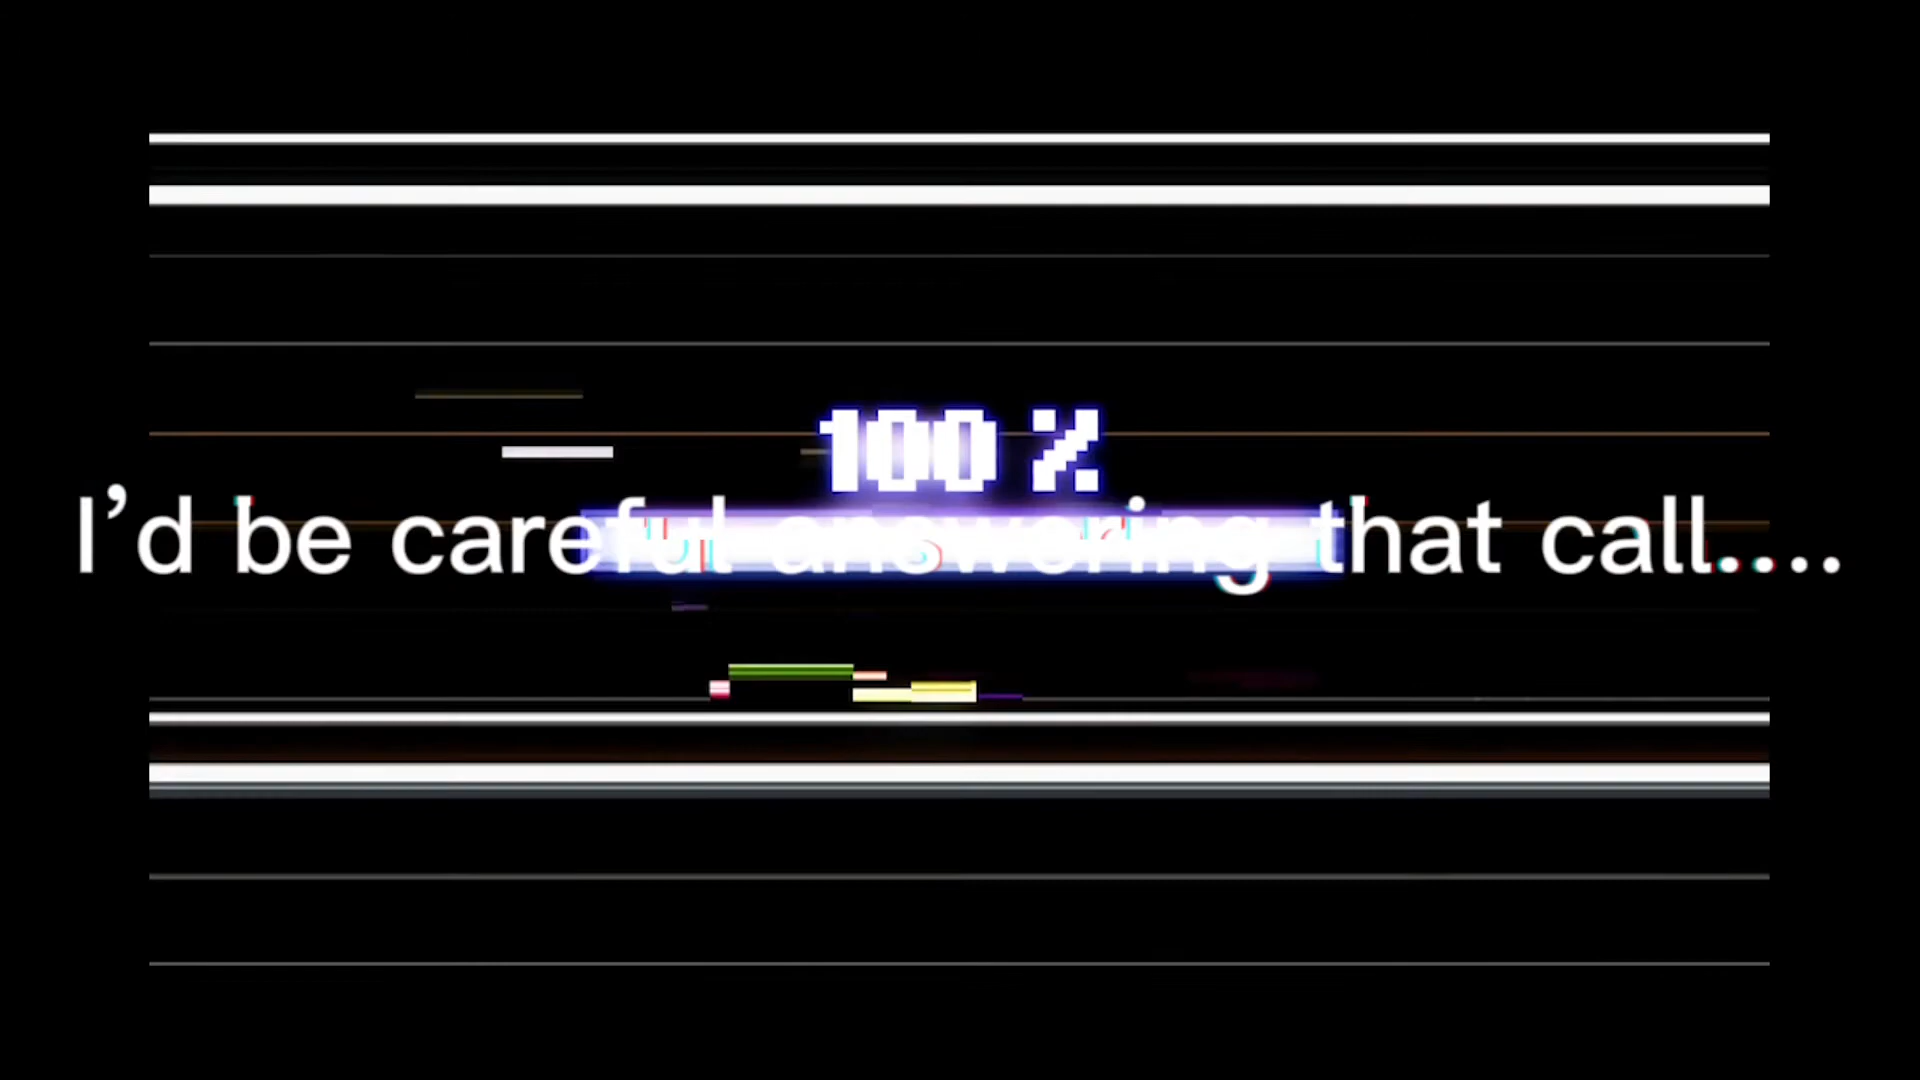 100 %
I’d be careful answering that call....